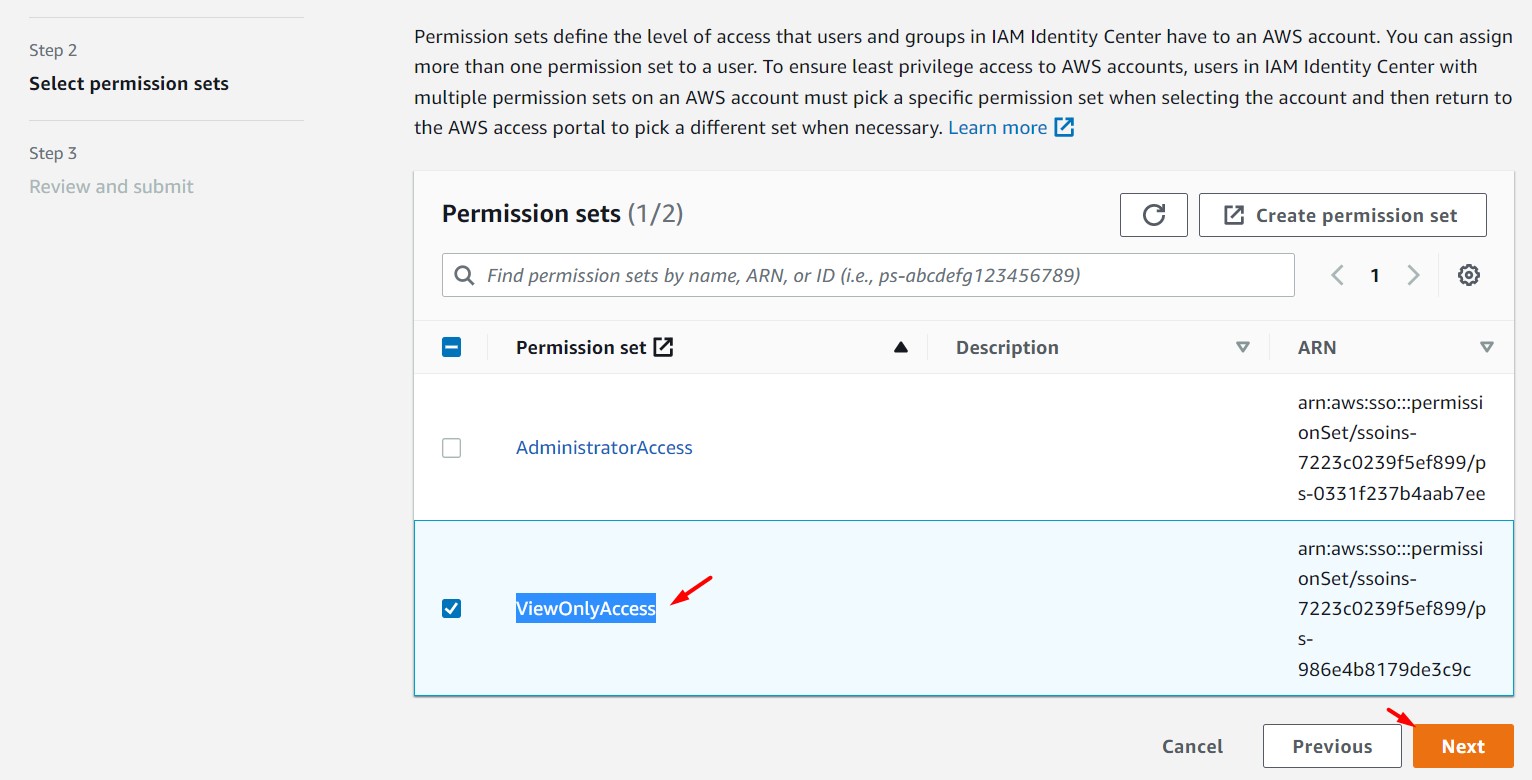 Step 2
Select permission sets
Step 3
Review and submit
Permission sets define the level of access that users and groups in IAM Identity Center have to an AWS account. You can assign
more than one permission set to a user. To ensure least privilege access to AWS accounts, users in IAM Identity Center with
multiple permission sets on an AWS account must pick a specific permission set when selecting the account and then return to
the AWS access portal to pick a different set when necessary. Learn more
Permission sets (1/2)
Create permission set
Find permission sets by name, ARN, or ID (i.e., ps-abcdefg123456789)
1
Permission set
Description
ARN
AdministratorAccess
arn:aws:sso:::permissi
onSet/ssoins-
7223c0239f5ef899/p
s-0331f237b4aab7ee
ViewOnlyAccess
arn:aws:sso:::permissi
onSet/ssoins-
7223c0239f5ef899/p
s-
986e4b8179de3c9c
Cancel
Previous
Next